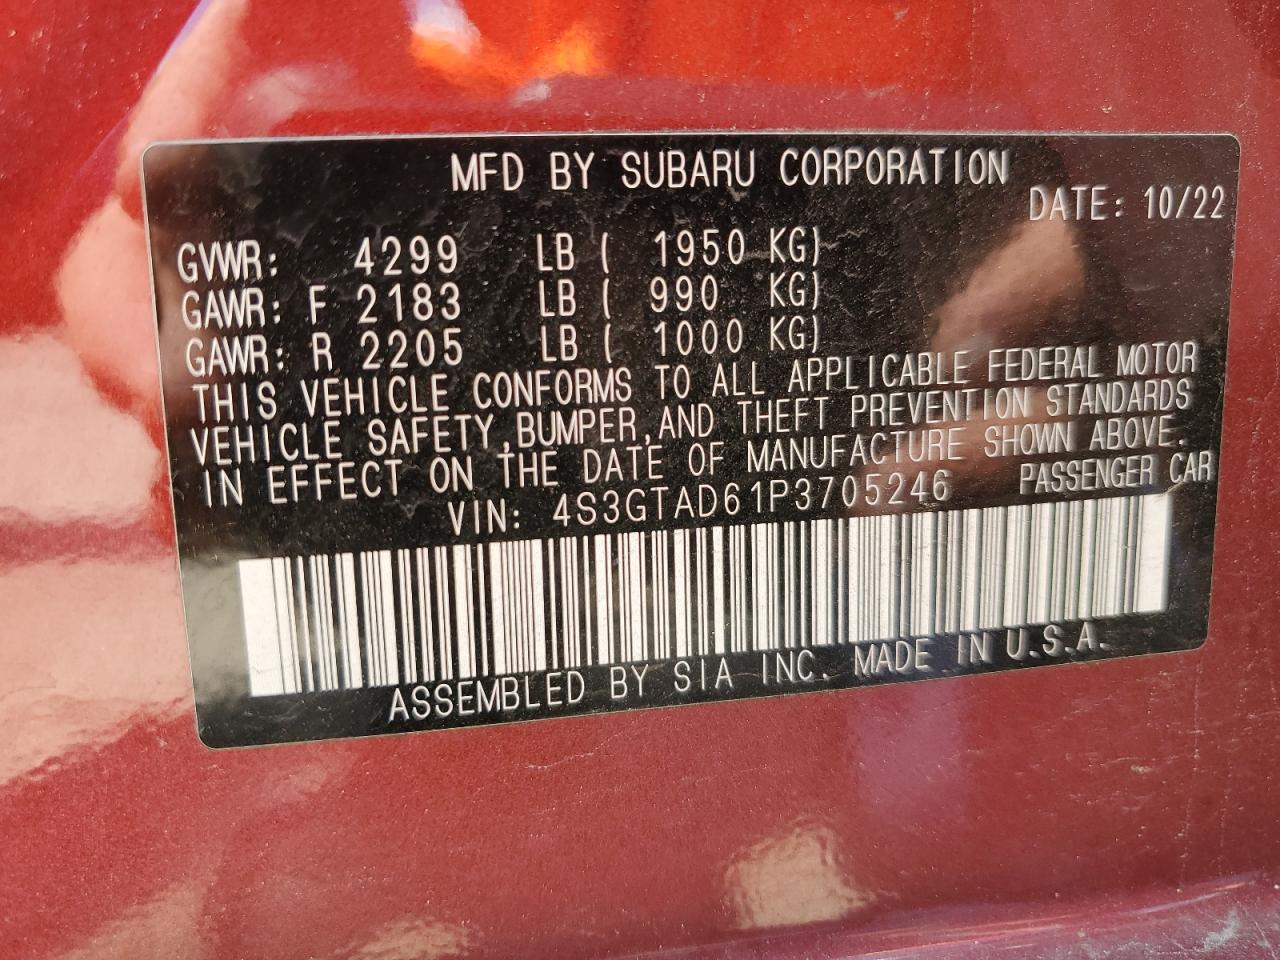 MFD BY SUBARU CORPORATION
DATE: 10/22
GVWR: 4299 LB ( 1950 KG)
GAWR: F 2183 LB ( 990 KG)
GAWR: R 2205 LB ( 1000 KG)
THIS VEHICLE CONFORMS TO ALL APPLICABLE FEDERAL MOTOR
VEHICLE SAFETY,BUMPER,AND THEFT PREVENTION STANDARDS
IN EFFECT ON THE DATE OF MANUFACTURE SHOWN ABOVE.
VIN: 4S3GTAD61P3705246 PASSENGER CAR
ASSEMBLED BY SIA INC. MADE IN U.S.A.